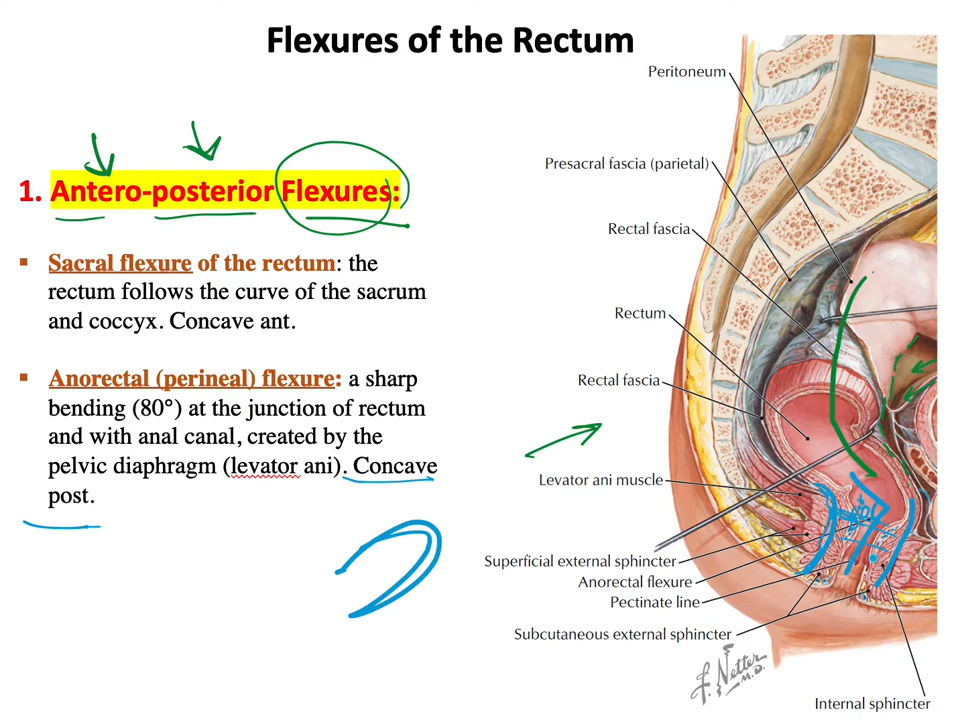 Flexures of the Rectum
1. Antero-posterior Flexures:
▪ Sacral flexure of the rectum: the
rectum follows the curve of the sacrum
and coccyx. Concave ant.
▪ Anorectal (perineal) flexure: a sharp
bending (80°) at the junction of rectum
and with anal canal, created by the
pelvic diaphragm (levator ani). Concave
post.
Peritoneum
Presacral fascia (parietal)
Rectal fascia
Rectum
Rectal fascia
Levator ani muscle
Superficial external sphincter
Anorectal flexure
Pectinate line
Subcutaneous external sphincter
F. Netter
M.D.
Internal sphincter